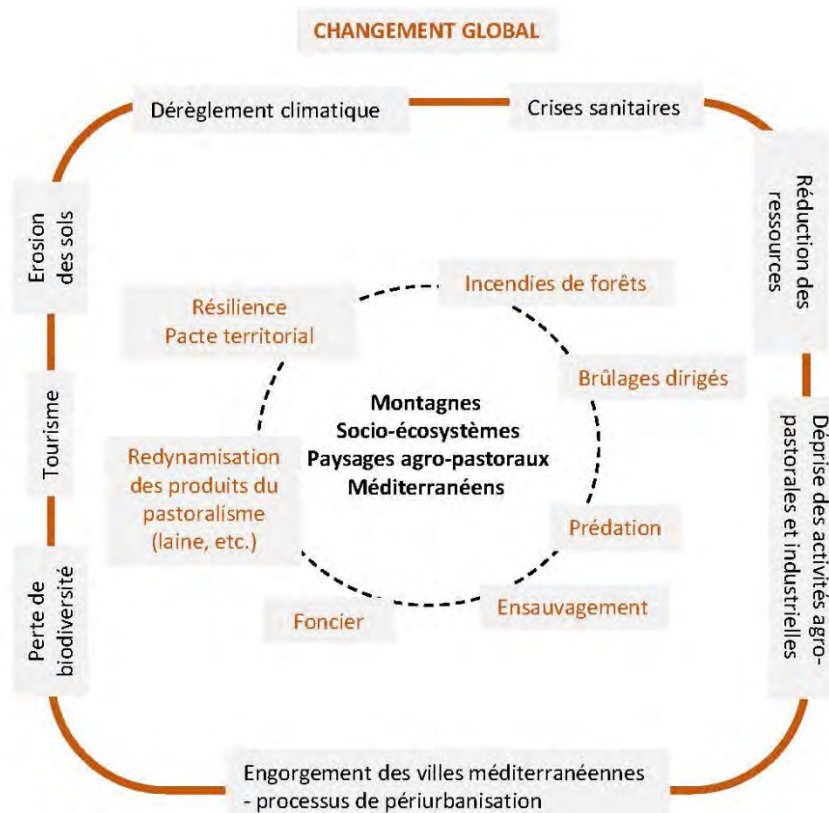 CHANGEMENT GLOBAL
Dérèglement climatique
Crises sanitaires
Réduction des
ressources
Déprise des activités agro-
pastorales et industrielles
Engorgement des villes méditerranéennes
- processus de périurbanisation
Perte de
biodiversité
Tourisme
Erosion
des sols
Incendies de forêts
Brûlages dirigés
Prédation
Ensauvagement
Foncier
Redynamisation
des produits du
pastoralisme
(laine, etc.)
Résilience
Pacte territorial
Montagnes
Socio-écosystèmes
Paysages agro-pastoraux
Méditerranéens